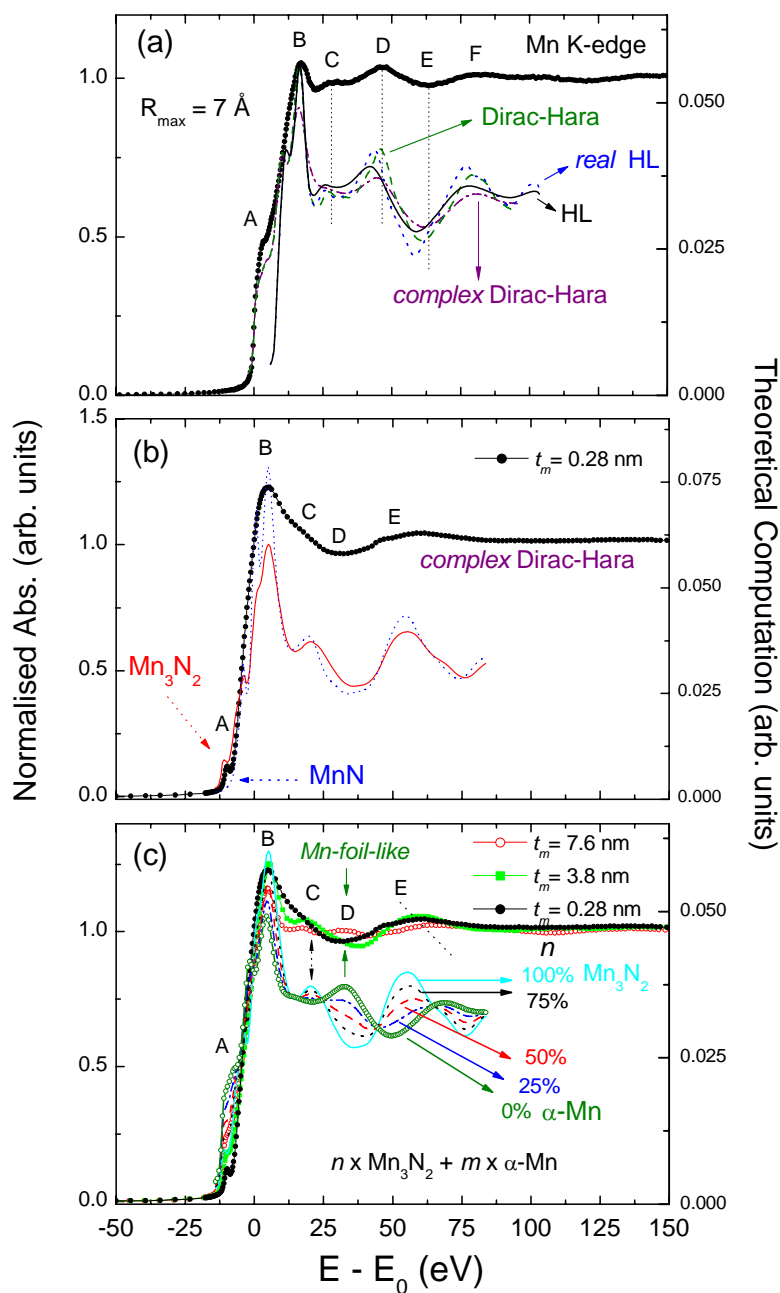 (a)
B
C
D
E
F
Mn K-edge
R_max = 7 Å
Dirac-Hara
real HL
HL
A
complex Dirac-Hara
1.0
0.5
0.0
0.050
0.025
0.000
(b)
B
t_m = 0.28 nm
C
D
E
complex Dirac-Hara
Mn3N2
A
MnN
1.5
1.0
0.5
0.0
0.075
0.050
0.025
0.000
(c)
B
Mn-foil-like
t_m = 7.6 nm
t_m = 3.8 nm
t_m = 0.28 nm
C
D
E
n
100% Mn3N2
75%
A
50%
25%
0% α-Mn
n x Mn3N2 + m x α-Mn
1.0
0.5
0.0
0.050
0.025
0.000
-50 -25 0 25 50 75 100 125 150
E - E0 (eV)
Normalised Abs. (arb. units)
Theoretical Computation (arb. units)